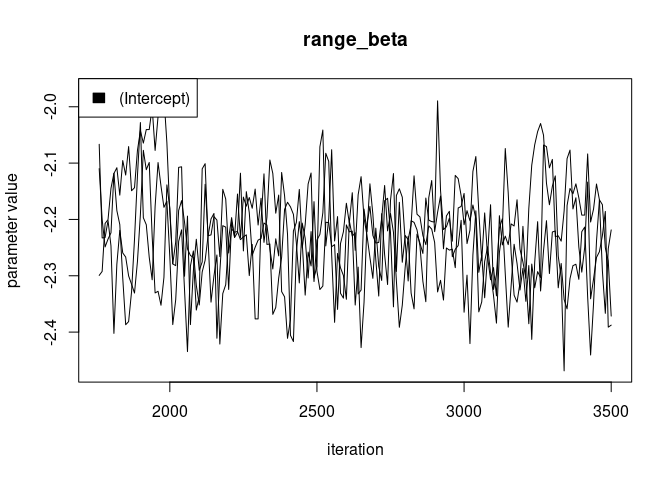 range_beta
(Intercept)
-2.0
-2.1
-2.2
-2.3
-2.4
parameter value
2000 2500 3000 3500
iteration